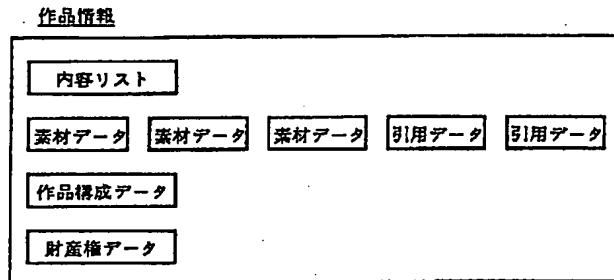 作品情報
内容リスト
素材データ 素材データ 素材データ 引用データ 引用データ
作品構成データ
財産権データ